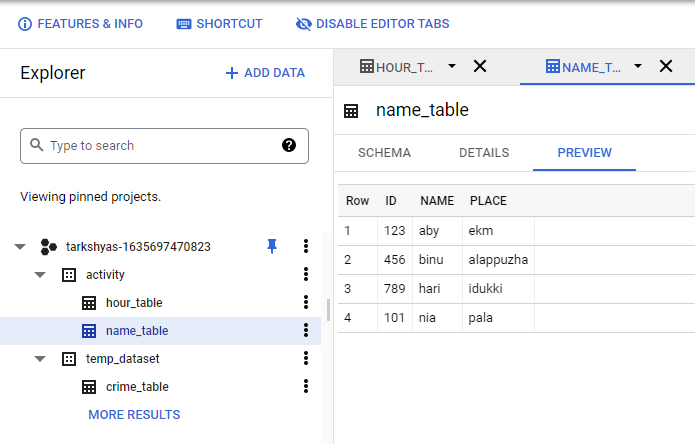 FEATURES & INFO SHORTCUT DISABLE EDITOR TABS
Explorer
+ ADD DATA
Type to search
?
Viewing pinned projects.
tarkshyas-1635697470823
activity
hour_table
name_table
temp_dataset
crime_table
MORE RESULTS
HOUR_T... NAME_T...
name_table
SCHEMA DETAILS PREVIEW
Row ID NAME PLACE
1 123 aby ekm
2 456 binu alappuzha
3 789 hari idukki
4 101 nia pala